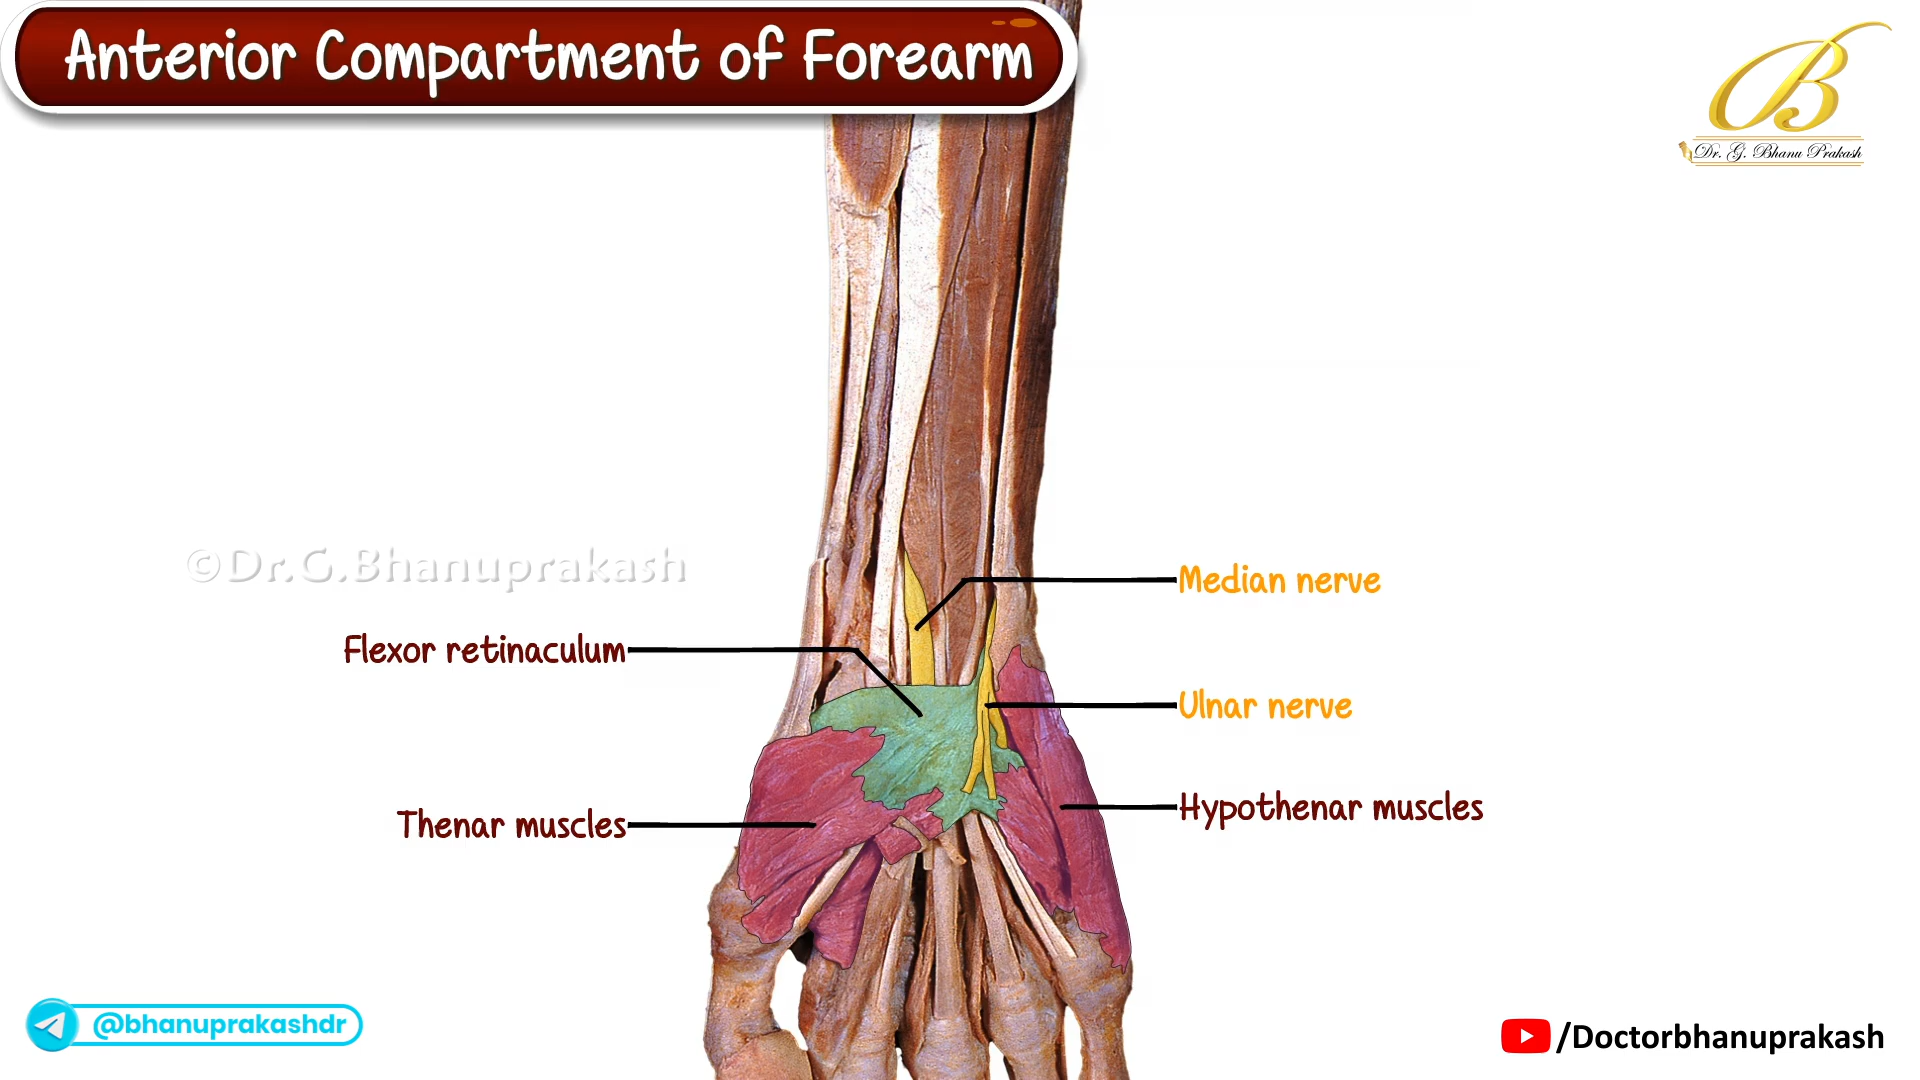 Anterior Compartment of Forearm
B
Dr. G. Bhanu Prakash
©Dr.G.Bhanuprakash
Median nerve
Flexor retinaculum
Ulnar nerve
Hypothenar muscles
Thenar muscles
@bhanuprakashdr
/Doctorbhanuprakash